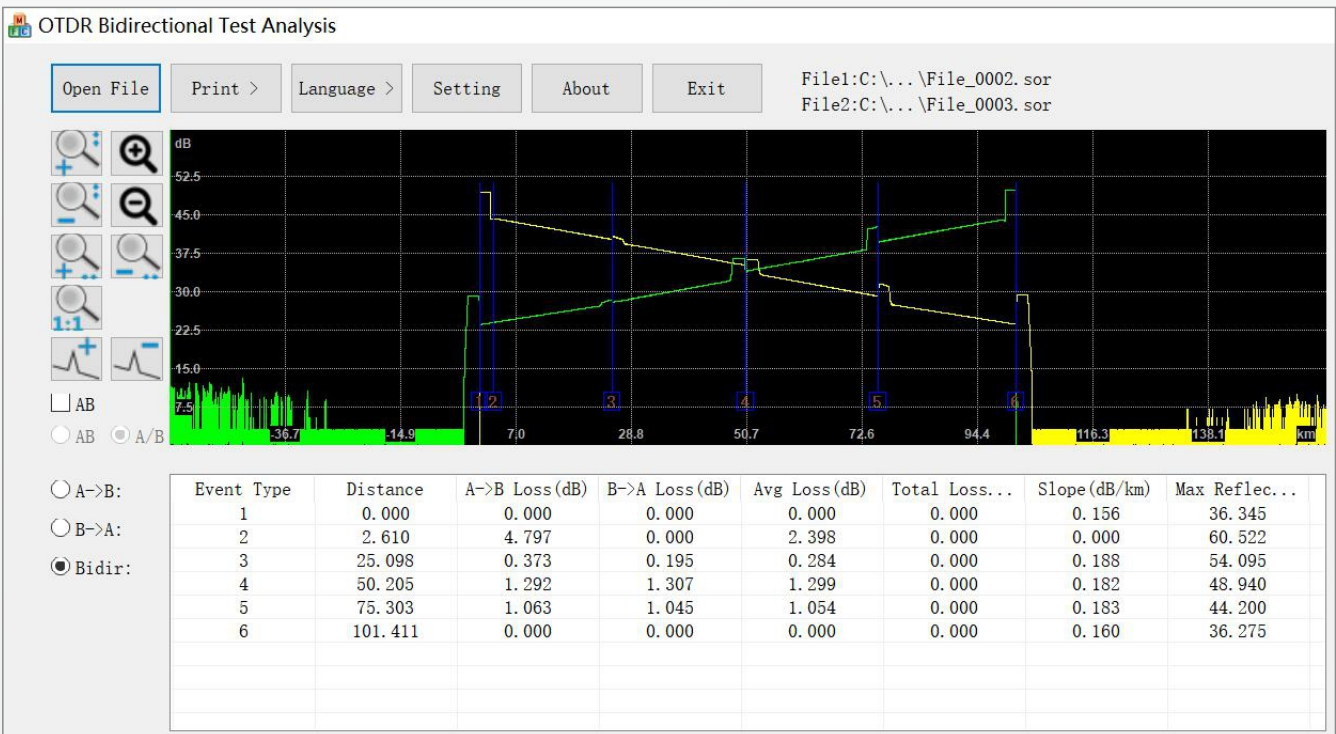 M
F C
OTDR Bidirectional Test Analysis
Open File Print > Language > Setting About Exit
File1:C:\...\File_0002.sor
File2:C:\...\File_0003.sor
dB
52.5
45.0
37.5
30.0
22.5
15.0
7.5
1:1
1 2 3 4 5 6
-36.7 -14.9 7.0 28.8 50.7 72.6 94.4 116.3 138.1 km
AB
AB A/B
A->B:
B->A:
Bidir:
Event Type Distance A->B Loss(dB) B->A Loss(dB) Avg Loss(dB) Total Loss... Slope(dB/km) Max Reflec...
1 0.000 0.000 0.000 0.000 0.000 0.156 36.345
2 2.610 4.797 0.000 2.398 0.000 0.000 60.522
3 25.098 0.373 0.195 0.284 0.000 0.188 54.095
4 50.205 1.292 1.307 1.299 0.000 0.182 48.940
5 75.303 1.063 1.045 1.054 0.000 0.183 44.200
6 101.411 0.000 0.000 0.000 0.000 0.160 36.275